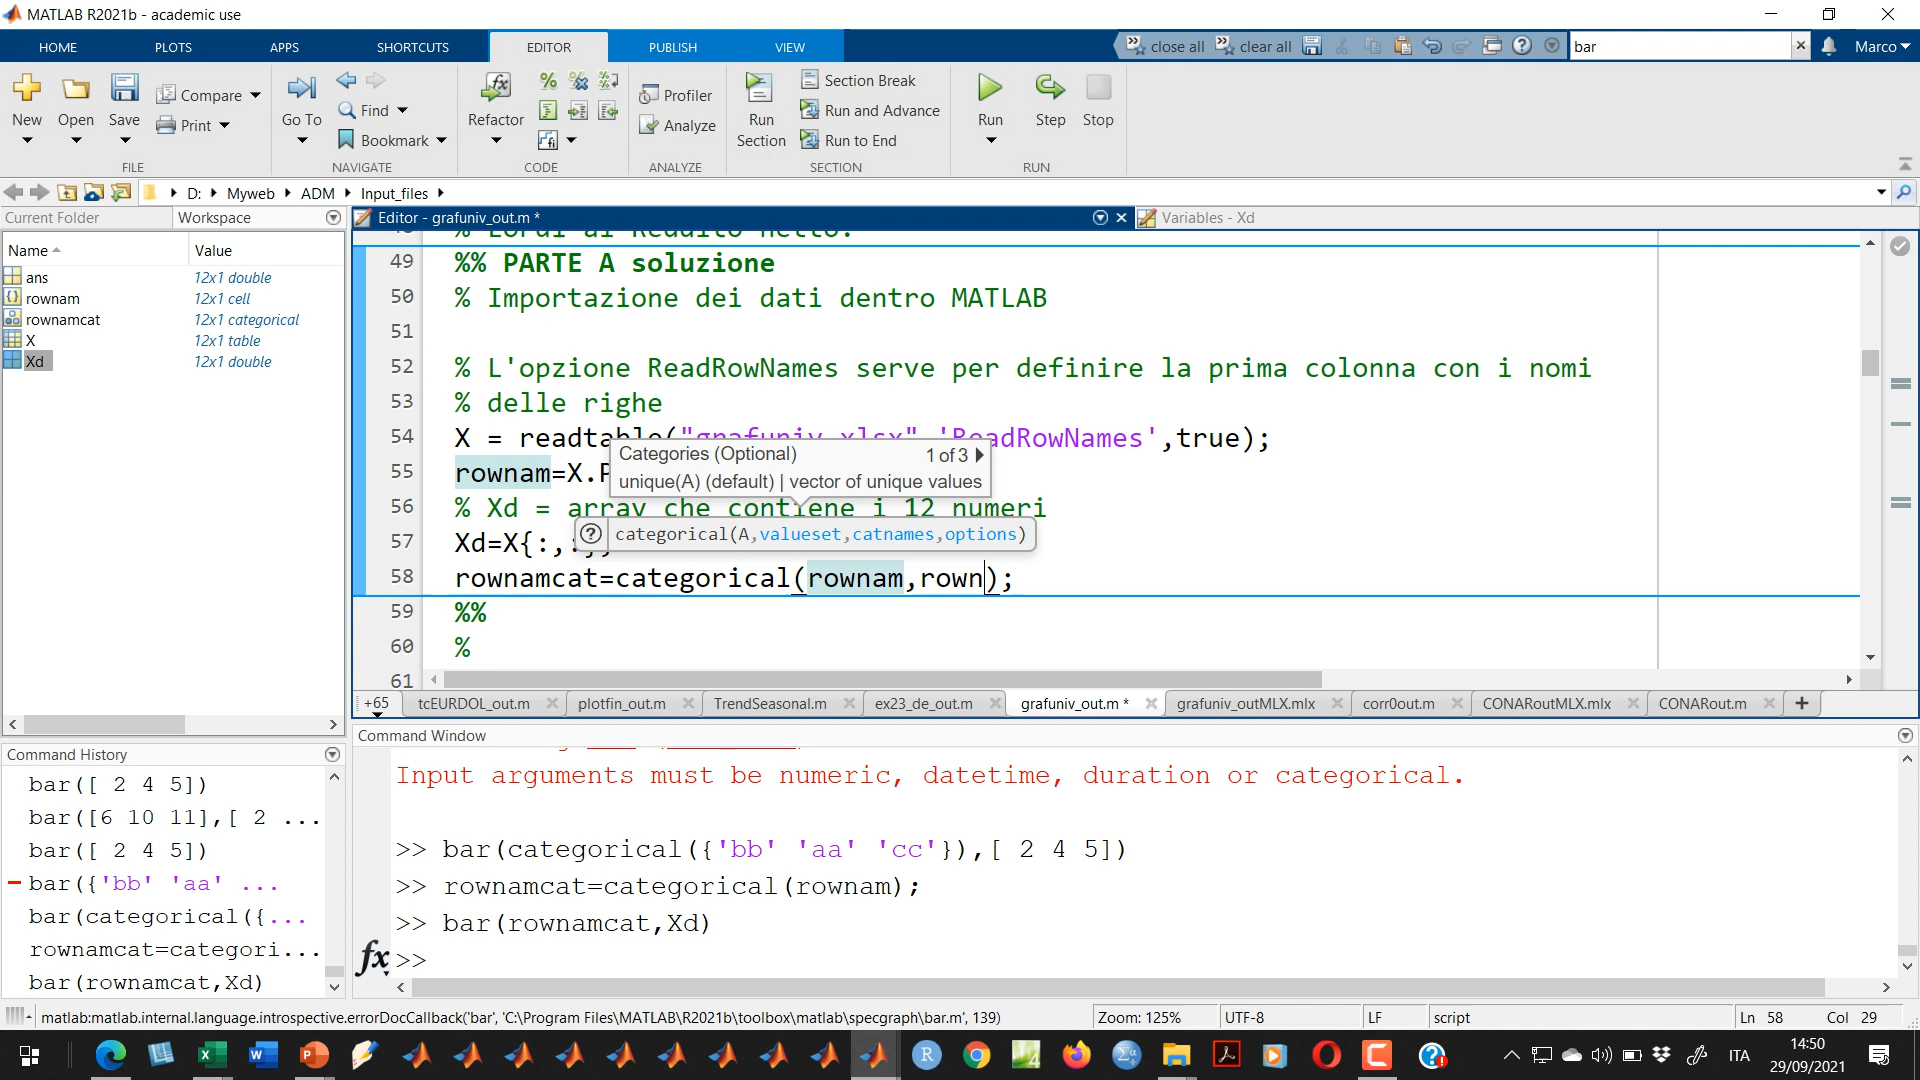 MATLAB R2021b - academic use
HOME PLOTS APPS SHORTCUTS EDITOR PUBLISH VIEW close all clear all bar Marco
New Open Save Compare Print Go To Find Bookmark Refactor Profiler Analyze Run Section Section Break Run and Advance Run to End Run Step Stop
FILE NAVIGATE CODE ANALYZE SECTION RUN
D: Myweb ADM Input_files
Current Folder Workspace
Name Value
ans 12x1 double
rownam 12x1 cell
rownamcat 12x1 categorical
X 12x1 table
Xd 12x1 double
Editor - grafuniv_out.m *
Variables - Xd
49 %% PARTE A soluzione
50 % Importazione dei dati dentro MATLAB
51
52 % L'opzione ReadRowNames serve per definire la prima colonna con i nomi
53 % delle righe
54 X = readtable("grafuniv.xlsx",'ReadRowNames',true);
Categories (Optional) 1 of 3
55 rownam=X.P
unique(A) (default) | vector of unique values
56 % Xd = array che contiene i 12 numeri
categorical(A,valueset,catnames,options)
57 Xd=X{:,:};
58 rownamcat=categorical(rownam,rown);
59 %%
60 %
61
+65 tcEURDOL_out.m plotfin_out.m TrendSeasonal.m ex23_de_out.m grafuniv_out.m * grafuniv_outMLX.mlx corr0out.m CONARoutMLX.mlx CONARout.m
Command History
bar([ 2 4 5])
bar([6 10 11],[ 2 ...
bar([ 2 4 5])
bar({'bb' 'aa' ...
bar(categorical({...
rownamcat=categori...
bar(rownamcat,Xd)
Command Window
Input arguments must be numeric, datetime, duration or categorical.
>> bar(categorical({'bb' 'aa' 'cc'}),[ 2 4 5])
>> rownamcat=categorical(rownam);
>> bar(rownamcat,Xd)
fx >>
matlab:matlab.internal.language.introspective.errorDocCallback('bar', 'C:\Program Files\MATLAB\R2021b\toolbox\matlab\specgraph\bar.m', 139) Zoom: 125% UTF-8 LF script Ln 58 Col 29
ITA 14:50
29/09/2021